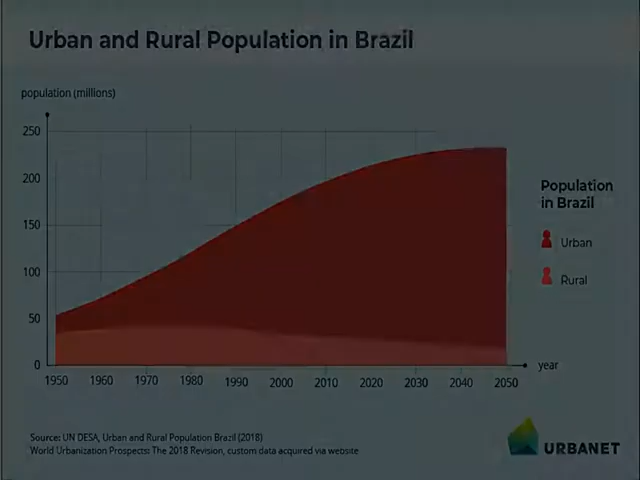 Urban and Rural Population in Brazil
population (millions)
250
200
150
100
50
0
1950 1960 1970 1980 1990 2000 2010 2020 2030 2040 2050
year
Population
in Brazil
Urban
Rural
Source: UN DESA, Urban and Rural Population Brazil (2018)
World Urbanization Prospects: The 2018 Revision, custom data acquired via website
URBANET